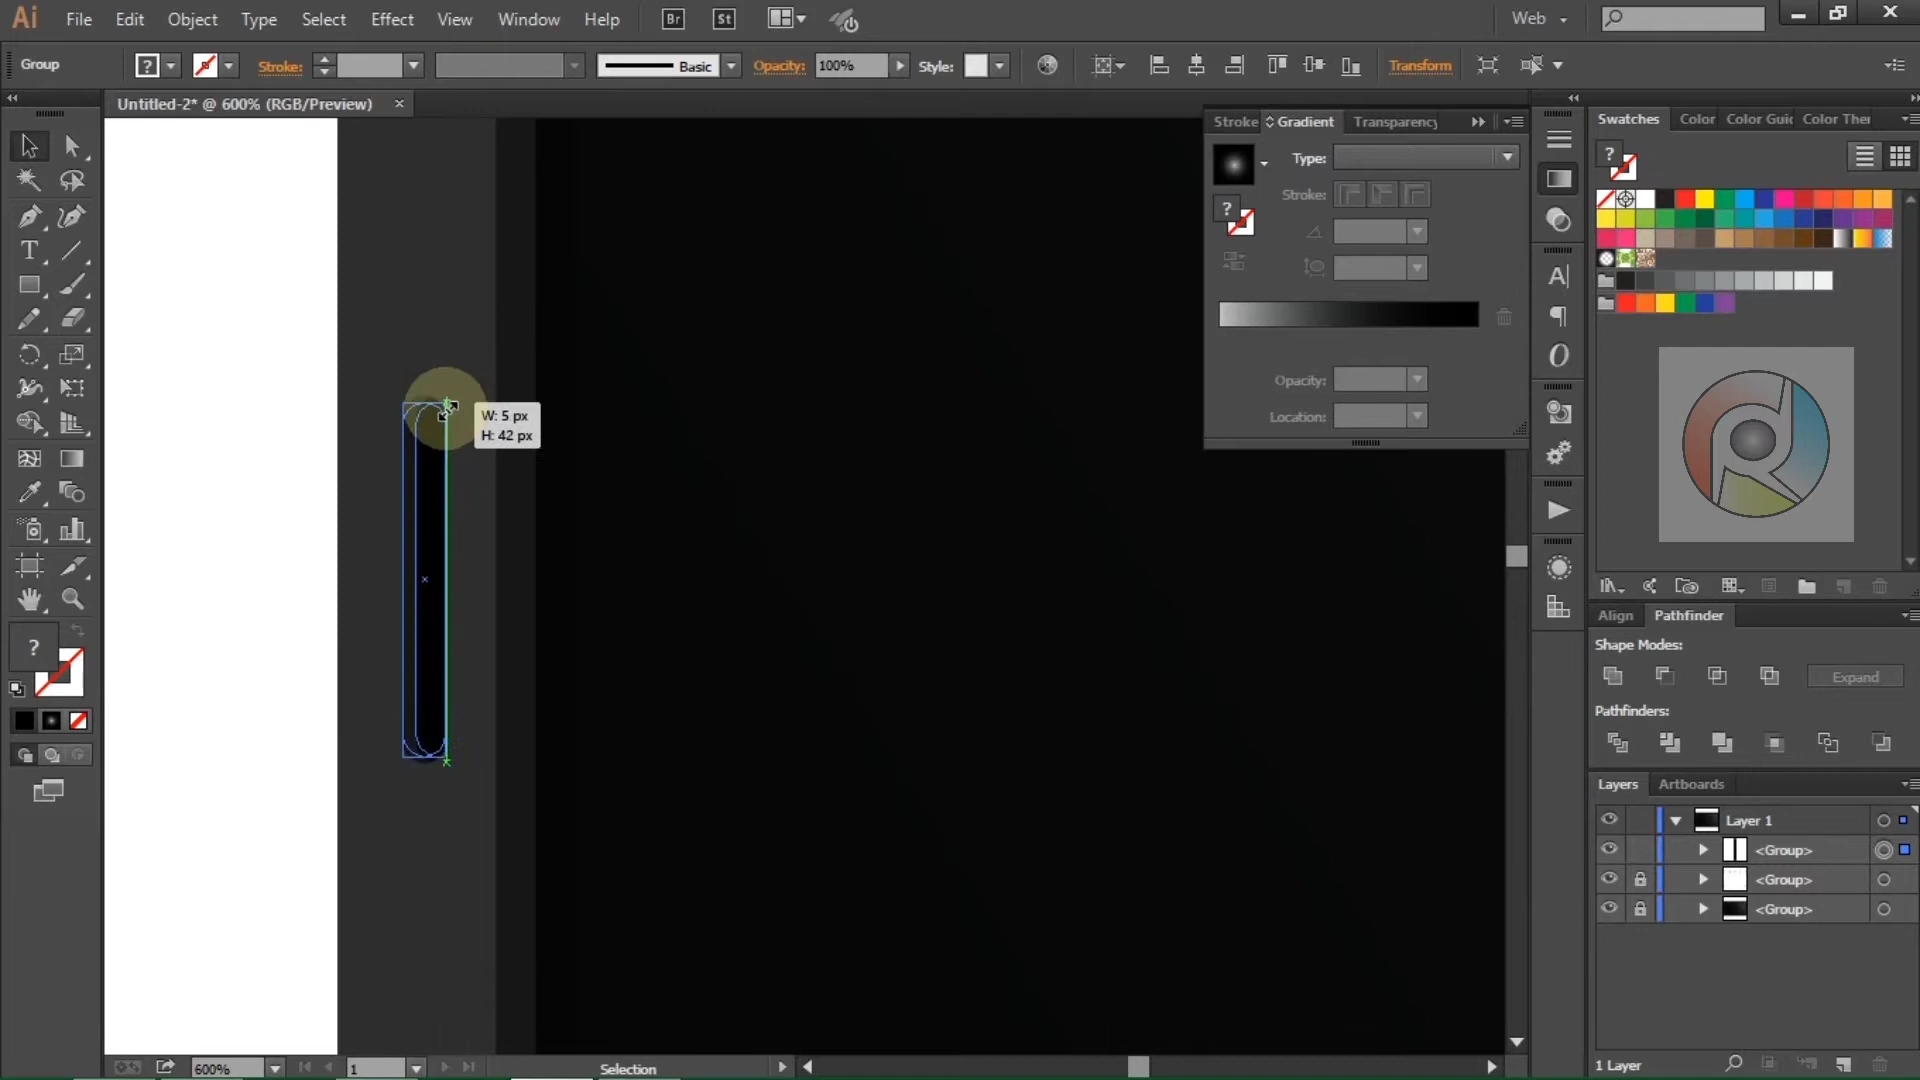 Ai File Edit Object Type Select Effect View Window Help Br St Web
Group ? Stroke: Basic Opacity: 100% Style: Transform
Untitled-2* @ 600% (RGB/Preview) ×
Stroke Gradient Transparency
Type:
Stroke:
Opacity:
Location:
W: 5 px
H: 42 px
Swatches Color Color Guid Color Ther
Align Pathfinder
Shape Modes:
Expand
Pathfinders:
Layers Artboards
Layer 1
<Group>
<Group>
<Group>
1 Layer
600% 1 Selection